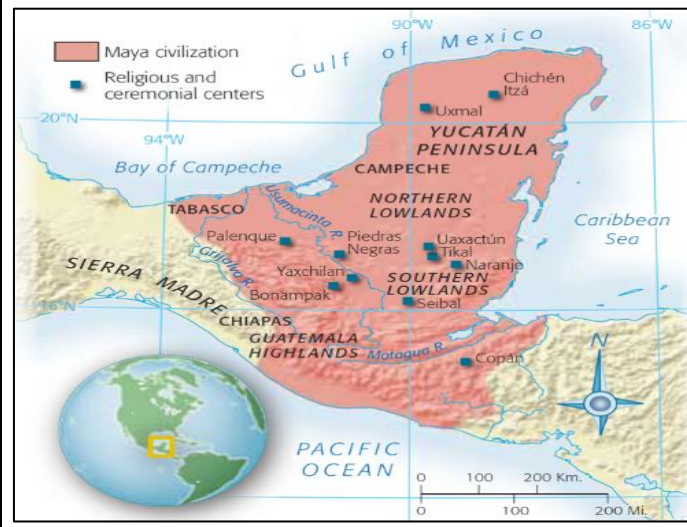 90°W
86°W
Gulf of Mexico
Maya civilization
Religious and
ceremonial centers
Chichén
Itzá
Uxmal
20°N
94°W
YUCATÁN
PENINSULA
Bay of Campeche
CAMPECHE
Usumacinta R.
NORTHERN
LOWLANDS
TABASCO
Caribbean
Sea
Palenque
Piedras
Negras
Uaxactún
Tikal
Naranjo
Grijalva R.
Yaxchilan
SOUTHERN
LOWLANDS
SIERRA MADRE
Bonampak
Seibal
16°N
CHIAPAS
GUATEMALA
HIGHLANDS
Motagua R.
Copán
N
PACIFIC
OCEAN
0 100 200 Km.
0 100 200 Mi.